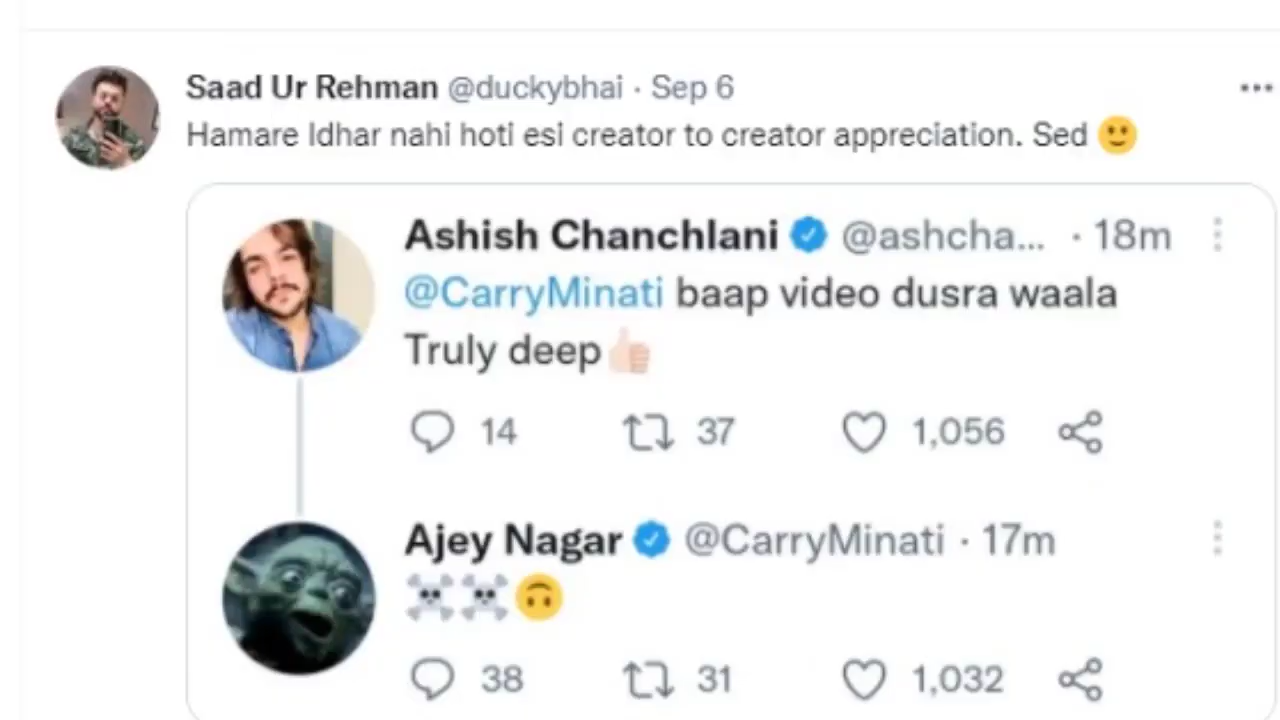 Saad Ur Rehman @duckybhai · Sep 6
Hamare Idhar nahi hoti esi creator to creator appreciation. Sed 🙂
Ashish Chanchlani @ashcha... · 18m
@CarryMinati baap video dusra waala
Truly deep👍🏻
14 37 1,056
Ajey Nagar @CarryMinati · 17m
☠️☠️🙃
38 31 1,032